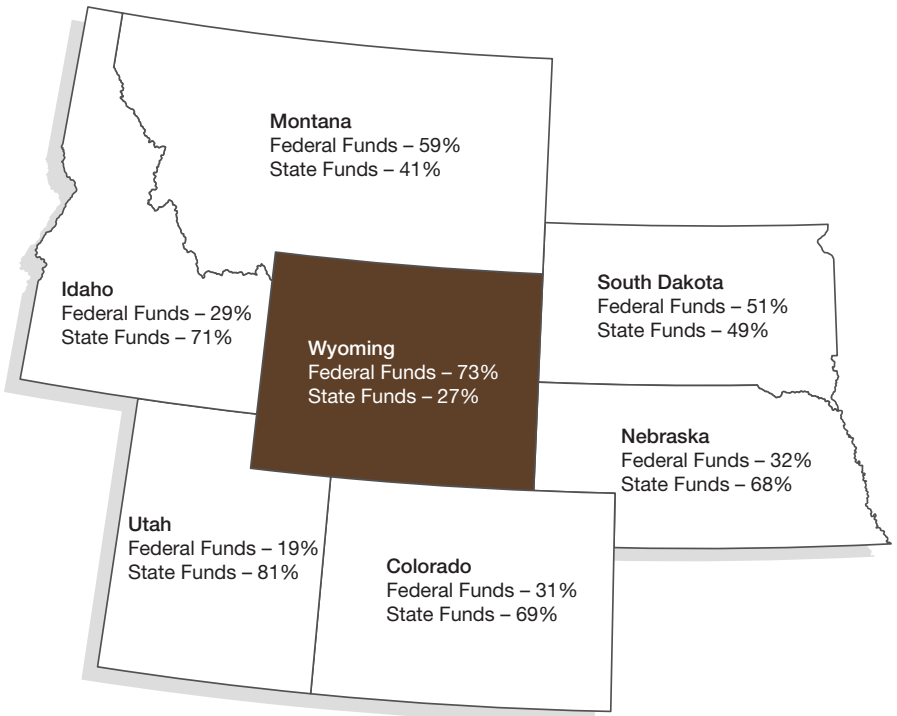 Montana
Federal Funds – 59%
State Funds – 41%
Idaho
Federal Funds – 29%
State Funds – 71%
Wyoming
Federal Funds – 73%
State Funds – 27%
South Dakota
Federal Funds – 51%
State Funds – 49%
Nebraska
Federal Funds – 32%
State Funds – 68%
Utah
Federal Funds – 19%
State Funds – 81%
Colorado
Federal Funds – 31%
State Funds – 69%